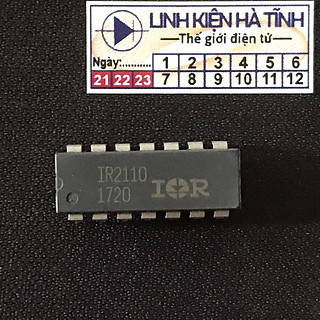 LINH KIỆN HÀ TĨNH
Thế giới điện tử
Ngày: 1 2 3 4 5 6
21 22 23 7 8 9 10 11 12
IR2110
1720
IOR